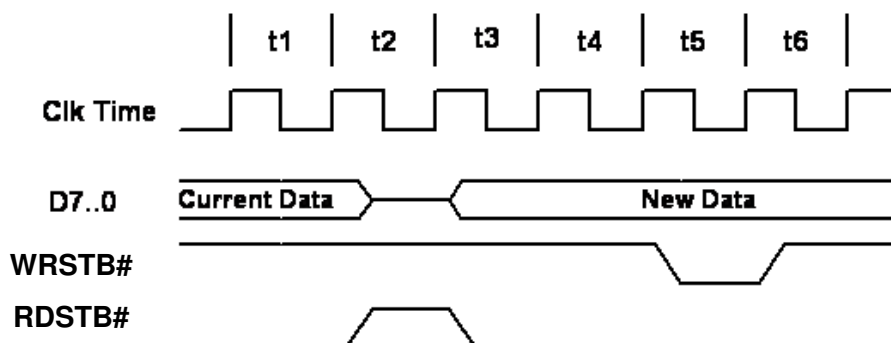 t1 t2 t3 t4 t5 t6
Clk Time
D7..0 Current Data New Data
WRSTB#
RDSTB#